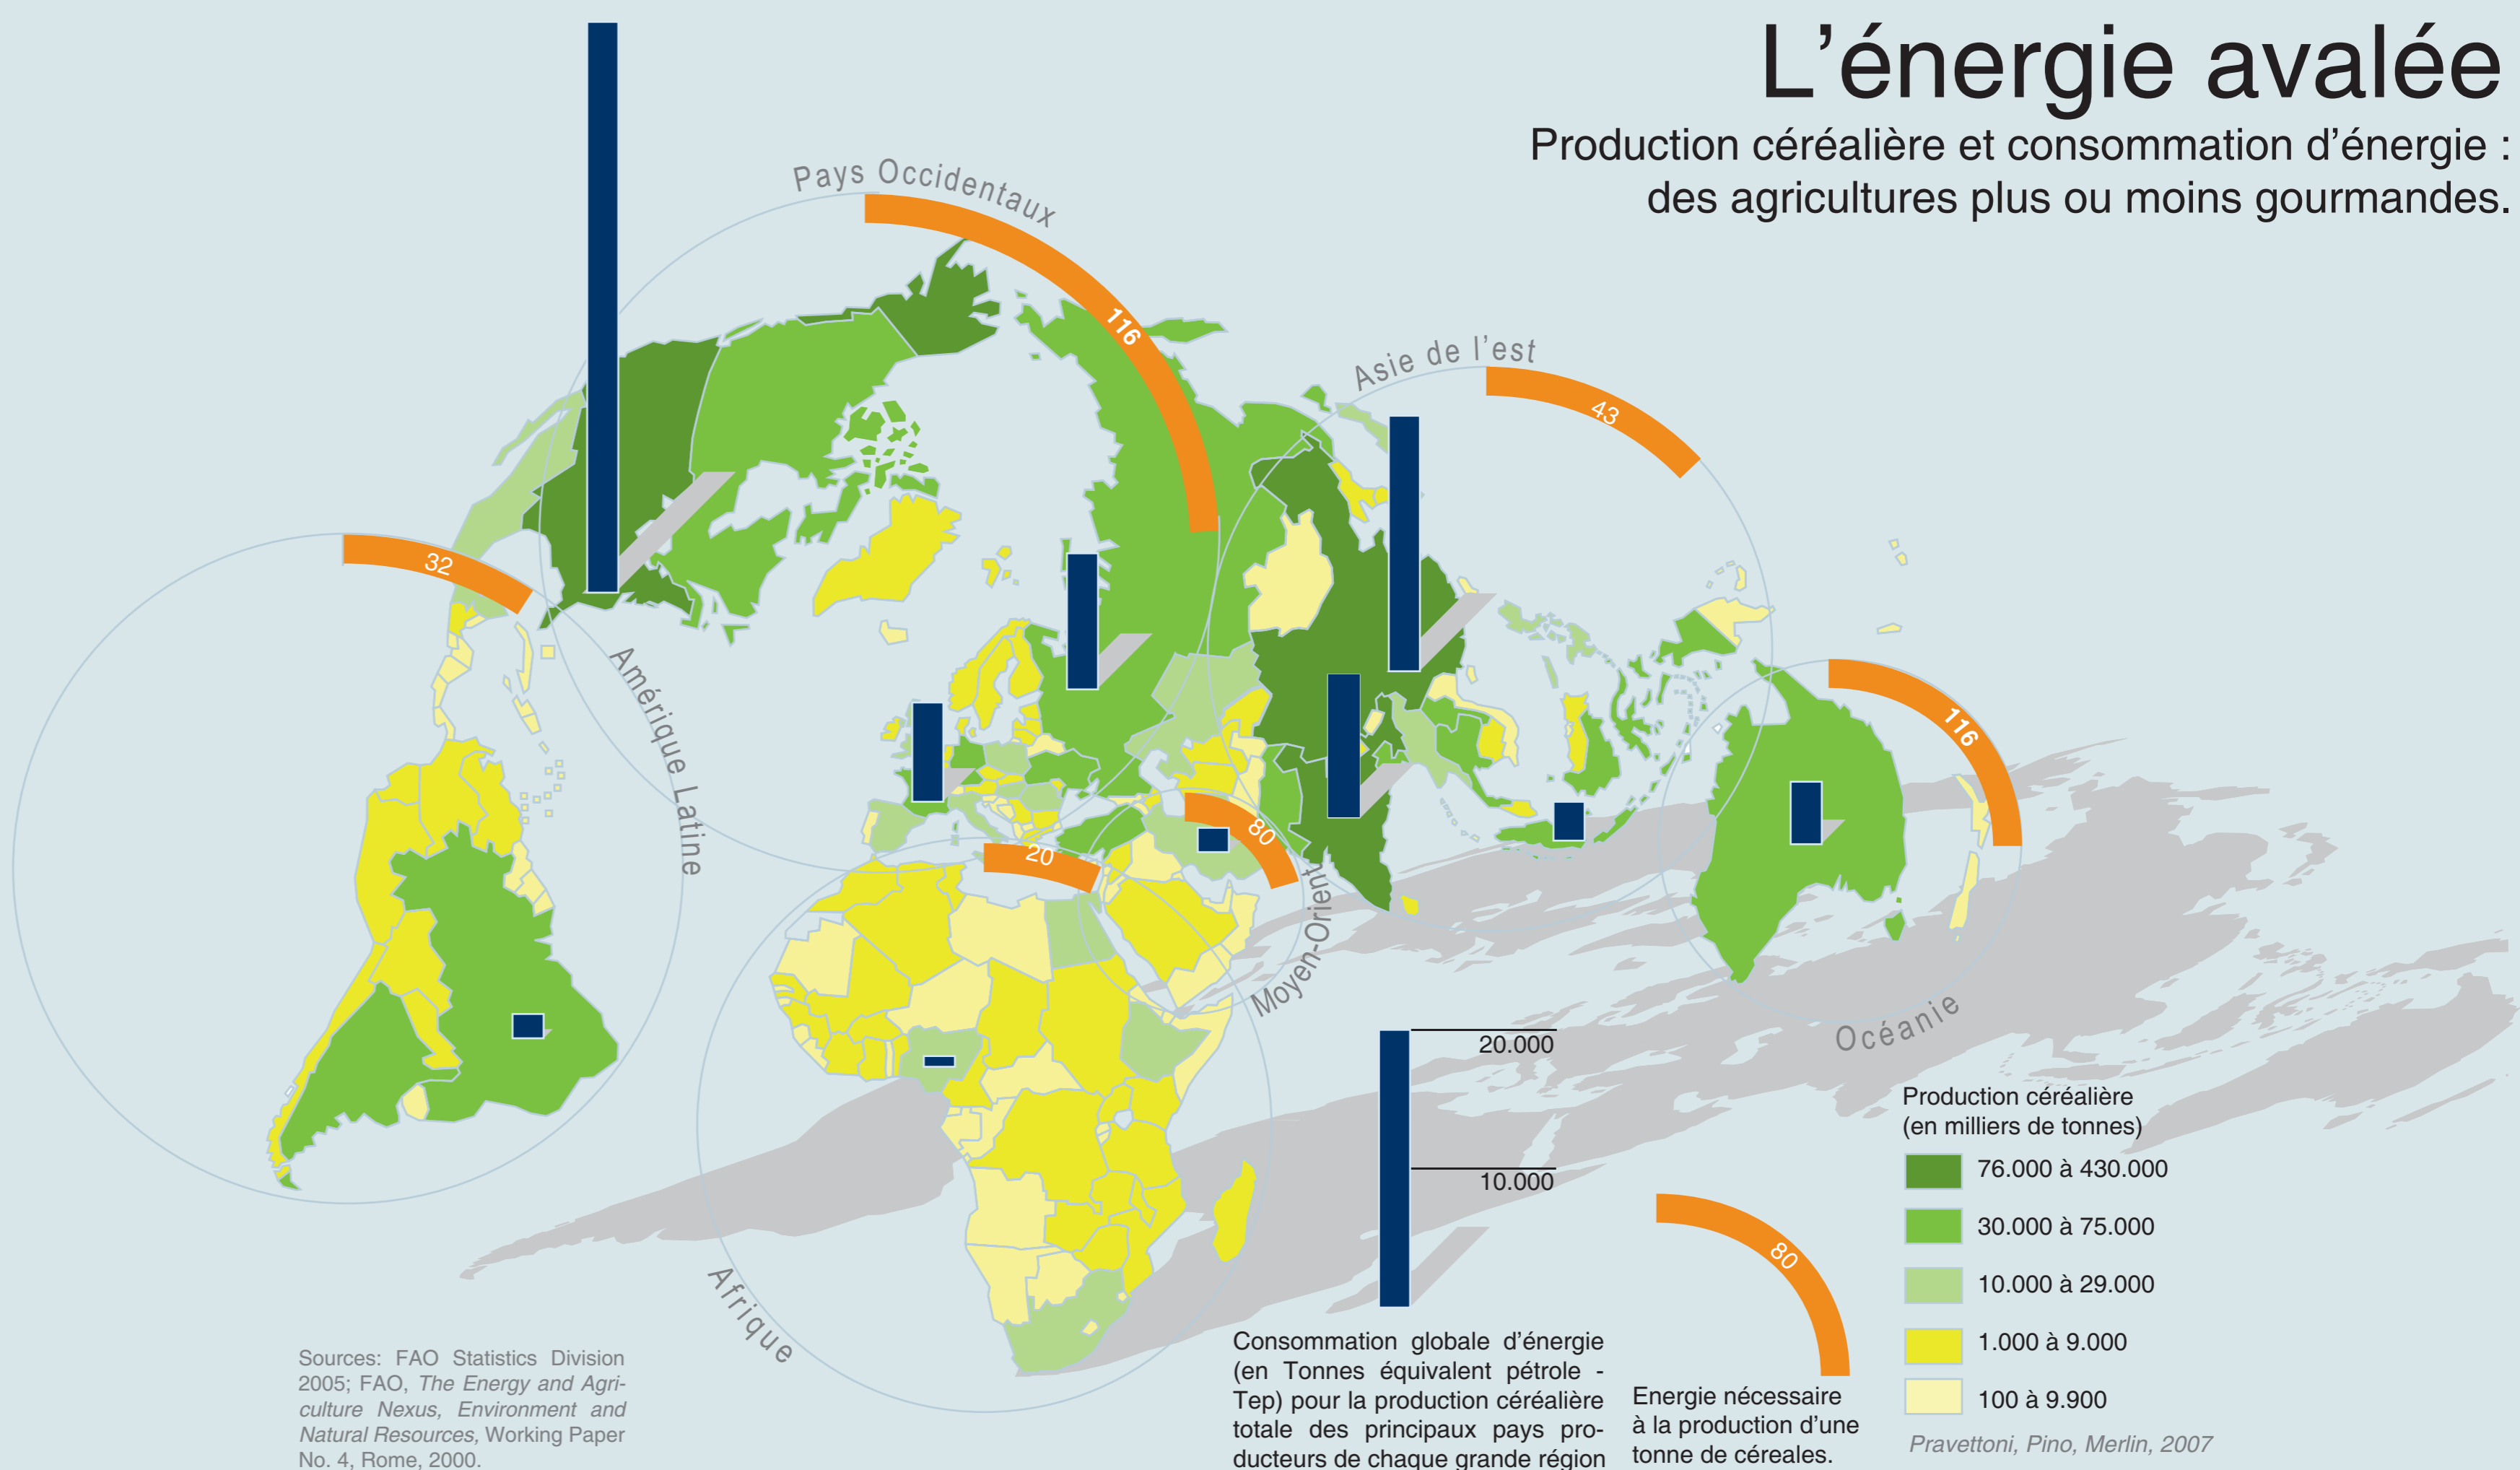 L’énergie avalée
Production céréalière et consommation d’énergie :
des agricultures plus ou moins gourmandes.
Pays Occidentaux
116
Asie de l’est
43
32
Amérique Latine
116
Océanie
80
Moyen-Orient
20
Afrique
20.000
10.000
Consommation globale d’énergie
(en Tonnes équivalent pétrole -
Tep) pour la production céréalière
totale des principaux pays pro-
ducteurs de chaque grande région
80
Energie nécessaire
à la production d’une
tonne de céreales.
Production céréalière
(en milliers de tonnes)
76.000 à 430.000
30.000 à 75.000
10.000 à 29.000
1.000 à 9.000
100 à 9.900
Pravettoni, Pino, Merlin, 2007
Sources: FAO Statistics Division
2005; FAO, The Energy and Agri-
culture Nexus, Environment and
Natural Resources, Working Paper
No. 4, Rome, 2000.